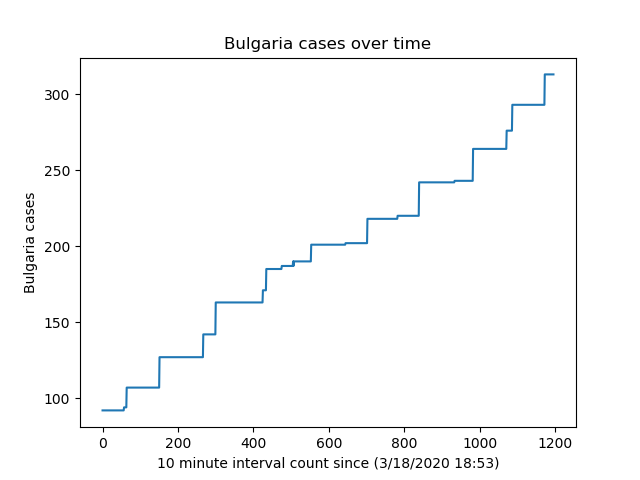 Bulgaria cases over time
300
250
200
150
100
Bulgaria cases
0 200 400 600 800 1000 1200
10 minute interval count since (3/18/2020 18:53)